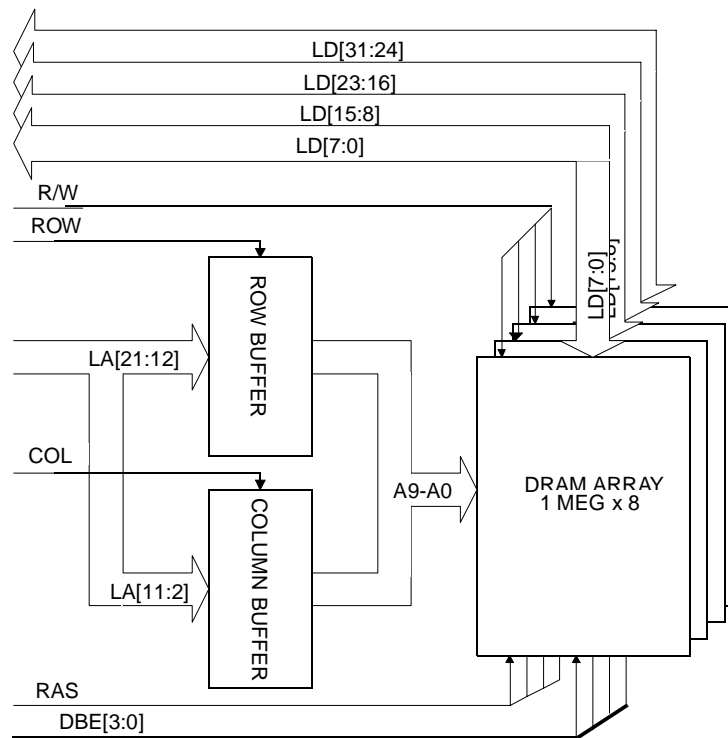 LD[31:24]
LD[23:16]
LD[15:8]
LD[7:0]
R/W
ROW
LD[7:0]
ROW BUFFER
LA[21:12]
COL
A9-A0
DRAM ARRAY
1 MEG x 8
COLUMN BUFFER
LA[11:2]
RAS
DBE[3:0]